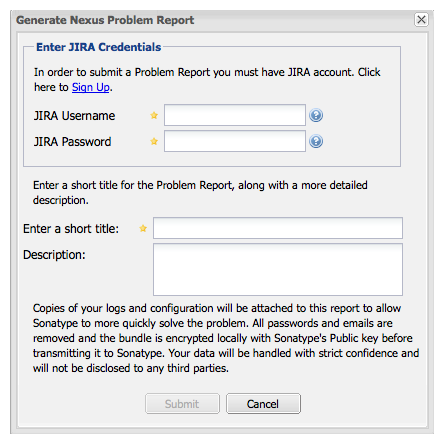 Generate Nexus Problem Report
Enter JIRA Credentials
In order to submit a Problem Report you must have JIRA account. Click
here to Sign Up.
JIRA Username
JIRA Password
Enter a short title for the Problem Report, along with a more detailed
description.
Enter a short title:
Description:
Copies of your logs and configuration will be attached to this report to allow
Sonatype to more quickly solve the problem. All passwords and emails are
removed and the bundle is encrypted locally with Sonatype's Public key before
transmitting it to Sonatype. Your data will be handled with strict confidence and
will not be disclosed to any third parties.
Submit
Cancel